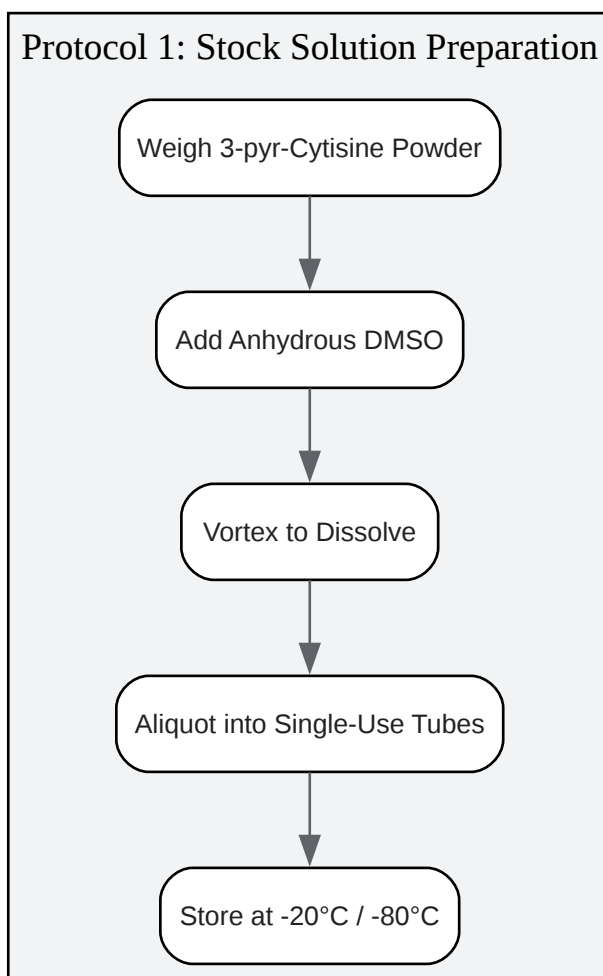 Protocol 1: Stock Solution Preparation
Weigh 3-pyr-Cytisine Powder
Add Anhydrous DMSO
Vortex to Dissolve
Aliquot into Single-Use Tubes
Store at -20°C / -80°C